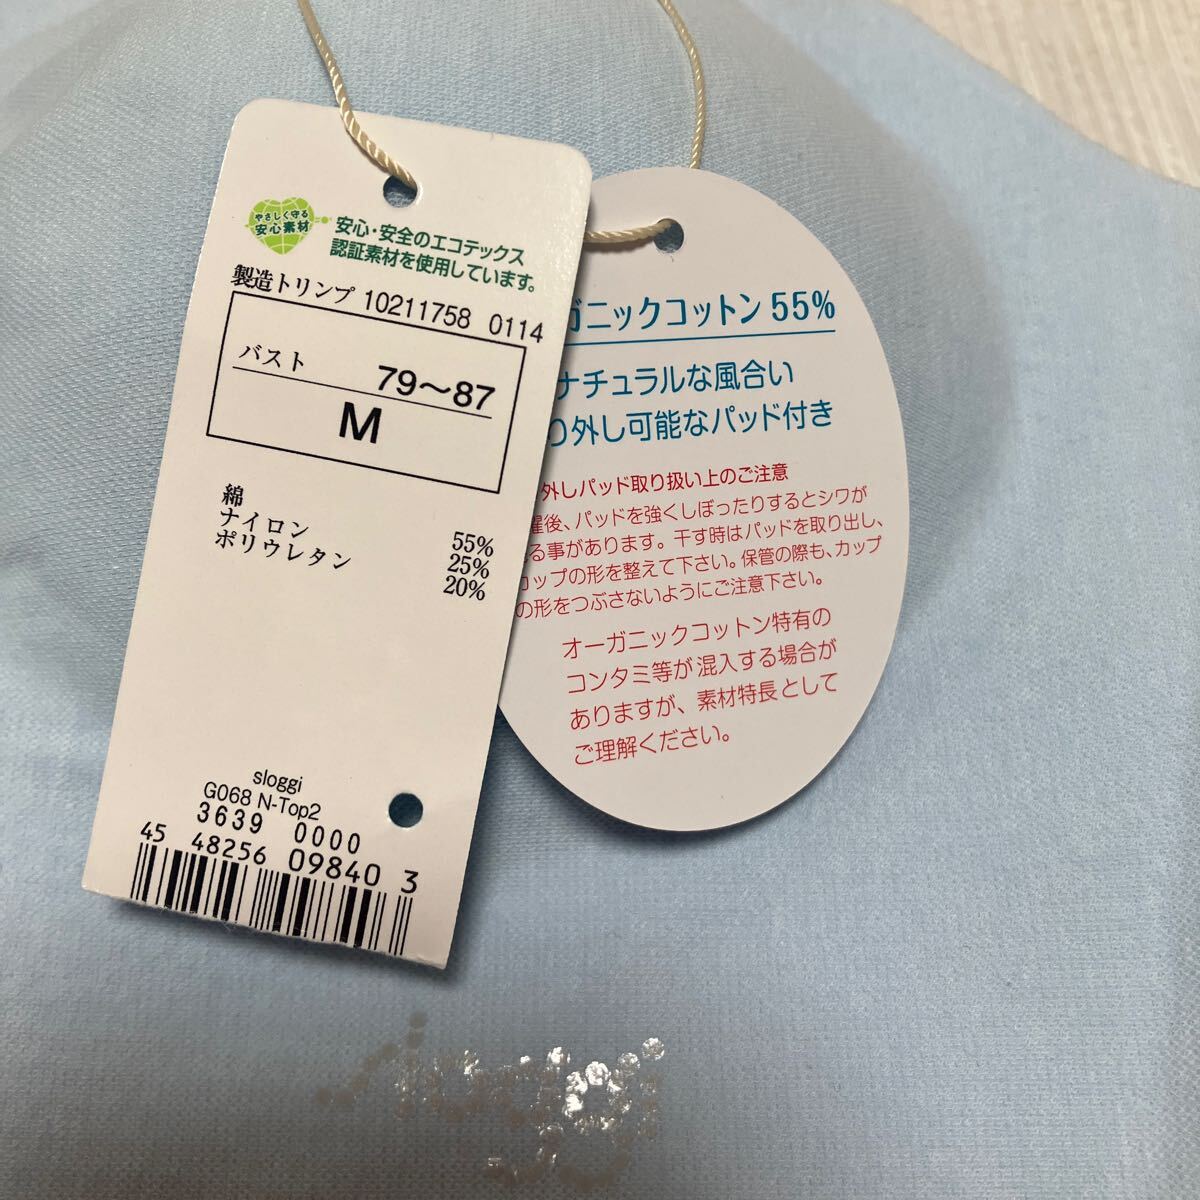 やさしく守る
安心素材
安心・安全のエコテックス
認証素材を使用しています。
製造トリンプ 10211758 0114
バスト 79～87
M
綿 55%
ナイロン 25%
ポリウレタン 20%
sloggi
G068 N-Top2
3639 0000
45 48256 09840 3
ガニックコットン 55%
ナチュラルな風合い
り外し可能なパッド付き
外しパッド取り扱い上のご注意
濯後、パッドを強くしぼったりするとシワが
る事があります。干す時はパッドを取り出し、
カップの形を整えて下さい。保管の際も、カップ
の形をつぶさないようにご注意下さい。
オーガニックコットン特有の
コンタミ等が混入する場合が
ありますが、素材特長として
ご理解ください。
sloggi